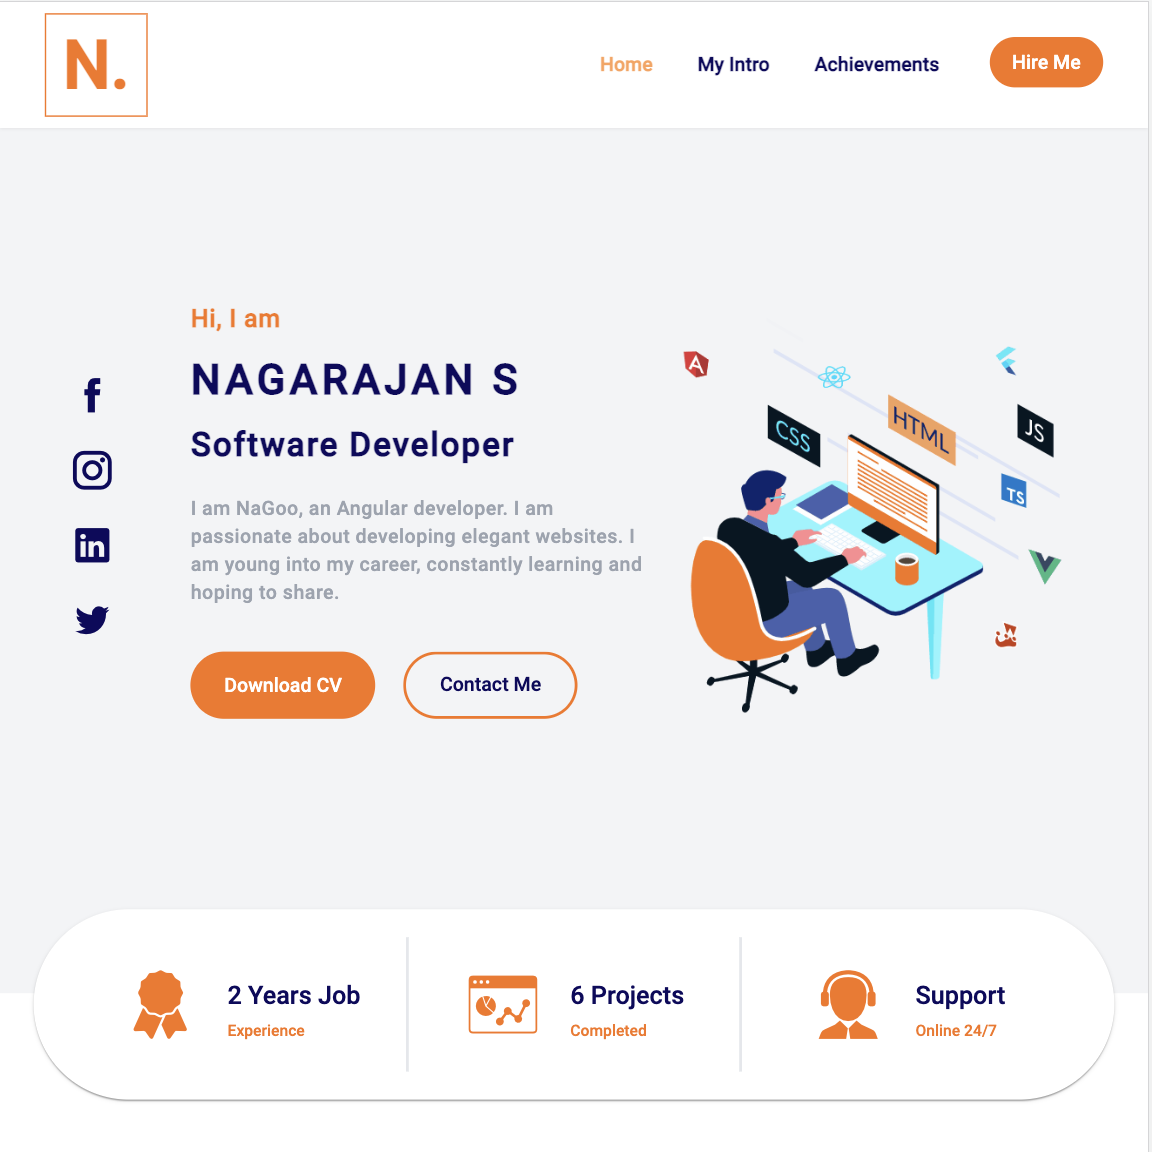 N.
Home
My Intro
Achievements
Hire Me
Hi, I am
NAGARAJAN S
Software Developer
I am NaGoo, an Angular developer. I am
passionate about developing elegant websites. I
am young into my career, constantly learning and
hoping to share.
Download CV
Contact Me
A
CSS
HTML
JS
TS
in
2 Years Job
Experience
6 Projects
Completed
Support
Online 24/7